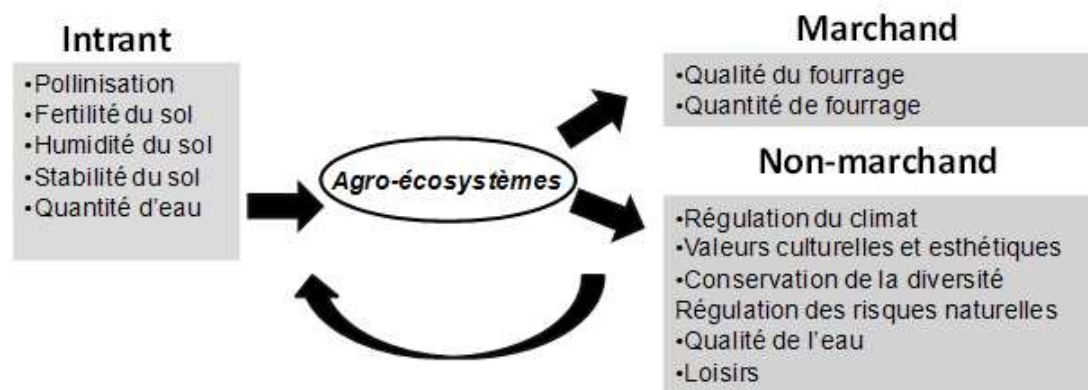 Intrant
•Pollinisation
•Fertilité du sol
•Humidité du sol
•Stabilité du sol
•Quantité d'eau
Agro-écosystèmes
Marchand
•Qualité du fourrage
•Quantité de fourrage
Non-marchand
•Régulation du climat
•Valeurs culturelles et esthétiques
•Conservation de la diversité
Régulation des risques naturelles
•Qualité de l'eau
•Loisirs